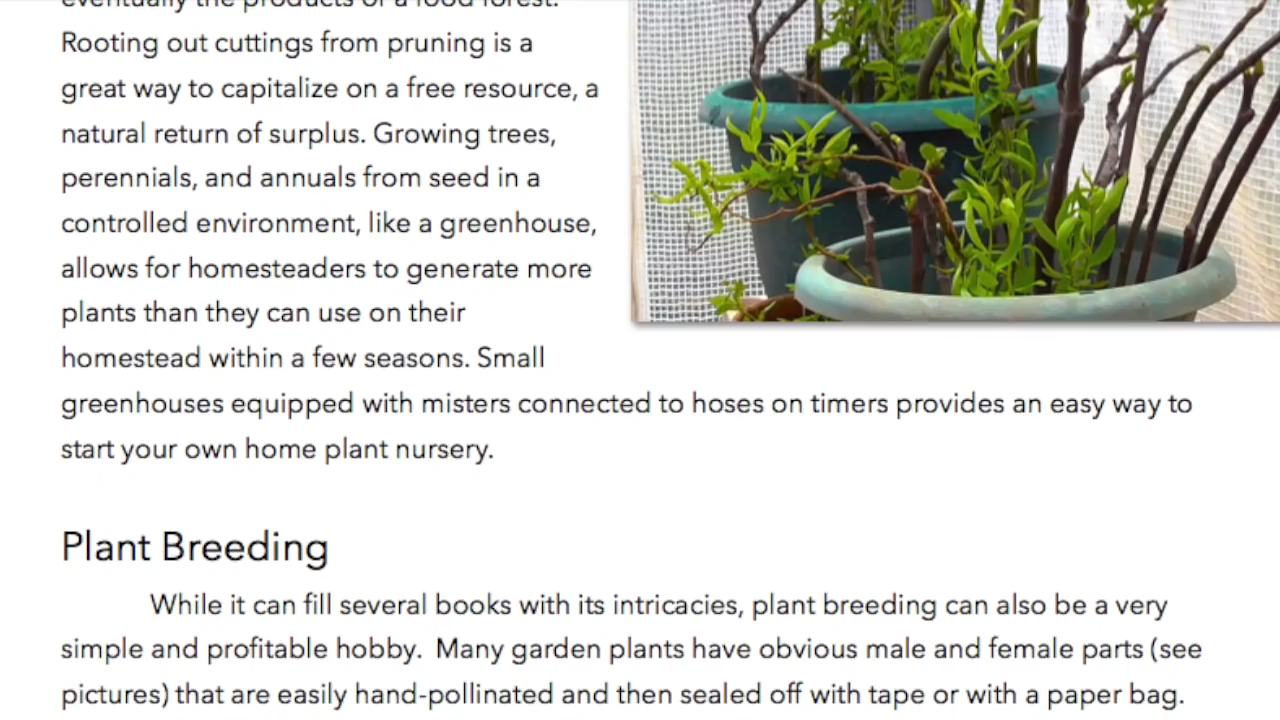 eventually the products of a food forest.
Rooting out cuttings from pruning is a
great way to capitalize on a free resource, a
natural return of surplus. Growing trees,
perennials, and annuals from seed in a
controlled environment, like a greenhouse,
allows for homesteaders to generate more
plants than they can use on their
homestead within a few seasons. Small
greenhouses equipped with misters connected to hoses on timers provides an easy way to
start your own home plant nursery.
Plant Breeding
While it can fill several books with its intricacies, plant breeding can also be a very
simple and profitable hobby. Many garden plants have obvious male and female parts (see
pictures) that are easily hand-pollinated and then sealed off with tape or with a paper bag.